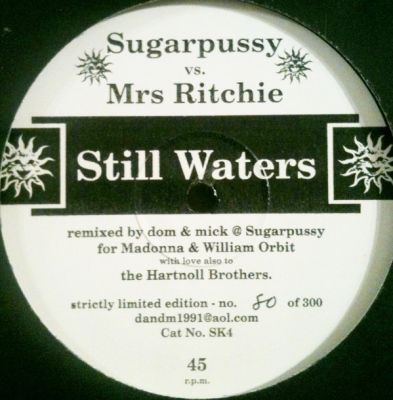 Sugarpussy
vs.
Mrs Ritchie
Still Waters
remixed by dom & mick @ Sugarpussy
for Madonna & William Orbit
with love also to
the Hartnoll Brothers.
strictly limited edition - no. 80 of 300
dandm1991@aol.com
Cat No. SK4
45
r.p.m.